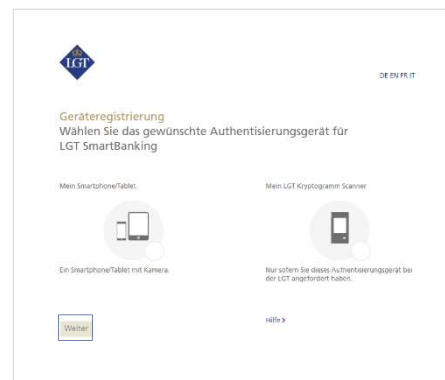 LGT
DE EN FR IT
Geräteregistrierung
Wählen Sie das gewünschte Authentisierungsgerät für
LGT SmartBanking
Mein Smartphone/Tablet.
Mein LGT Kryptogramm Scanner
Ein Smartphone/Tablet mit Kamera.
Nur sofern Sie dieses Authentisierungsgerät bei
der LGT angefordert haben.
Weiter
Hilfe >